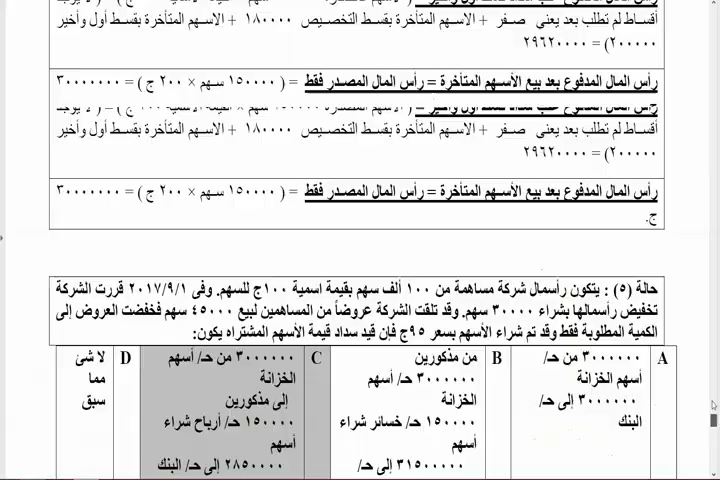 أقساط لم تطلب بعد يعنى صفر + الاسهم المتأخرة بقسط التخصيص ١٨٠٠٠٠ + الاسهم المتأخرة بقسط أول وأخير
٢٠٠٠٠٠) = ٢٩٦٢٠٠٠٠
رأس المال المدفوع بعد بيع الأسهم المتأخرة = رأس المال المصدر فقط = ( ١٥٠٠٠٠ سهم × ٢٠٠ ج ) = ٣٠٠٠٠٠٠٠
أقساط لم تطلب بعد يعنى صفر + الاسهم المتأخرة بقسط التخصيص ١٨٠٠٠٠ + الاسهم المتأخرة بقسط أول وأخير
٢٠٠٠٠٠) = ٢٩٦٢٠٠٠٠
رأس المال المدفوع بعد بيع الأسهم المتأخرة = رأس المال المصدر فقط = ( ١٥٠٠٠٠ سهم × ٢٠٠ ج ) = ٣٠٠٠٠٠٠٠
ج.
حالة (٥) : يتكون رأسمال شركة مساهمة من ١٠٠ ألف سهم بقيمة اسمية ١٠٠ج للسهم. وفى ٢٠١٧/٩/١ قررت الشركة
تخفيض رأسمالها بشراء ٣٠٠٠٠ سهم. وقد تلقت الشركة عروضاً من المساهمين لبيع ٤٥٠٠٠ سهم فخفضت العروض إلى
الكمية المطلوبة فقط وقد تم شراء الأسهم بسعر ٩٥ج فإن قيد سداد قيمة الأسهم المشتراه يكون:
A
٣٠٠٠٠٠٠ من حـ/
أسهم الخزانة
٣٠٠٠٠٠٠ إلى حـ/
البنك
B
من مذكورين
٣٠٠٠٠٠٠ حـ/ أسهم
الخزانة
١٥٠٠٠٠ حـ/ خسائر شراء
أسهم
٣١٥٠٠٠٠٠ إلى حـ/
C
٣٠٠٠٠٠٠ من حـ/ أسهم
الخزانة
إلى مذكورين
١٥٠٠٠٠ حـ/ أرباح شراء
أسهم
٢٨٥٠٠٠٠ إلى حـ/ البنك
D
لا شئ
مما
سبق